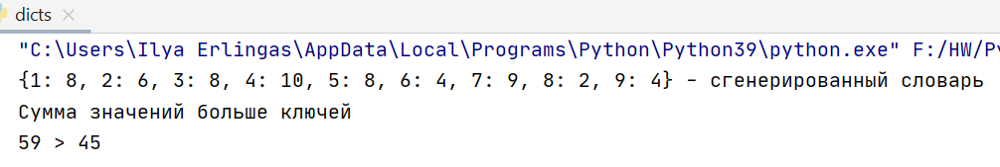 dicts
"C:\Users\Ilya Erlingas\AppData\Local\Programs\Python\Python39\python.exe" F:/HW/Py
{1: 8, 2: 6, 3: 8, 4: 10, 5: 8, 6: 4, 7: 9, 8: 2, 9: 4} - сгенерированный словарь
Сумма значений больше ключей
59 > 45